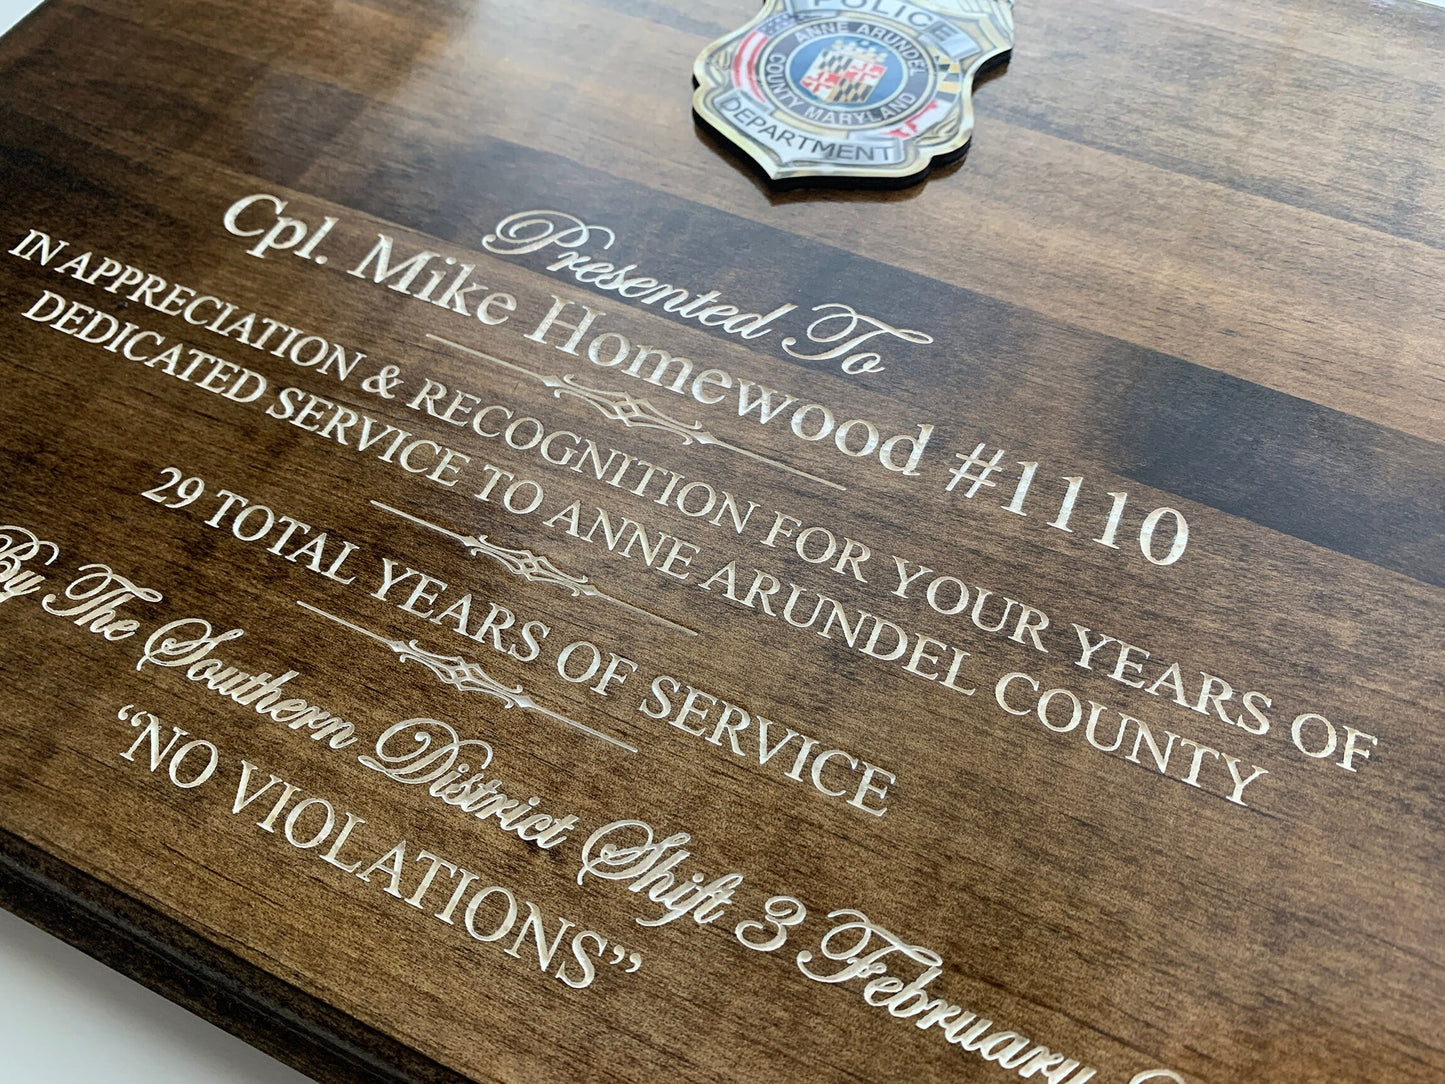 POLICE
ANNE ARUNDEL
COUNTY MARYLAND
DEPARTMENT
Presented To
Cpl. Mike Homewood #1110
IN APPRECIATION & RECOGNITION FOR YOUR YEARS OF
DEDICATED SERVICE TO ANNE ARUNDEL COUNTY
29 TOTAL YEARS OF SERVICE
By The Southern District Shift 3 February
“NO VIOLATIONS”